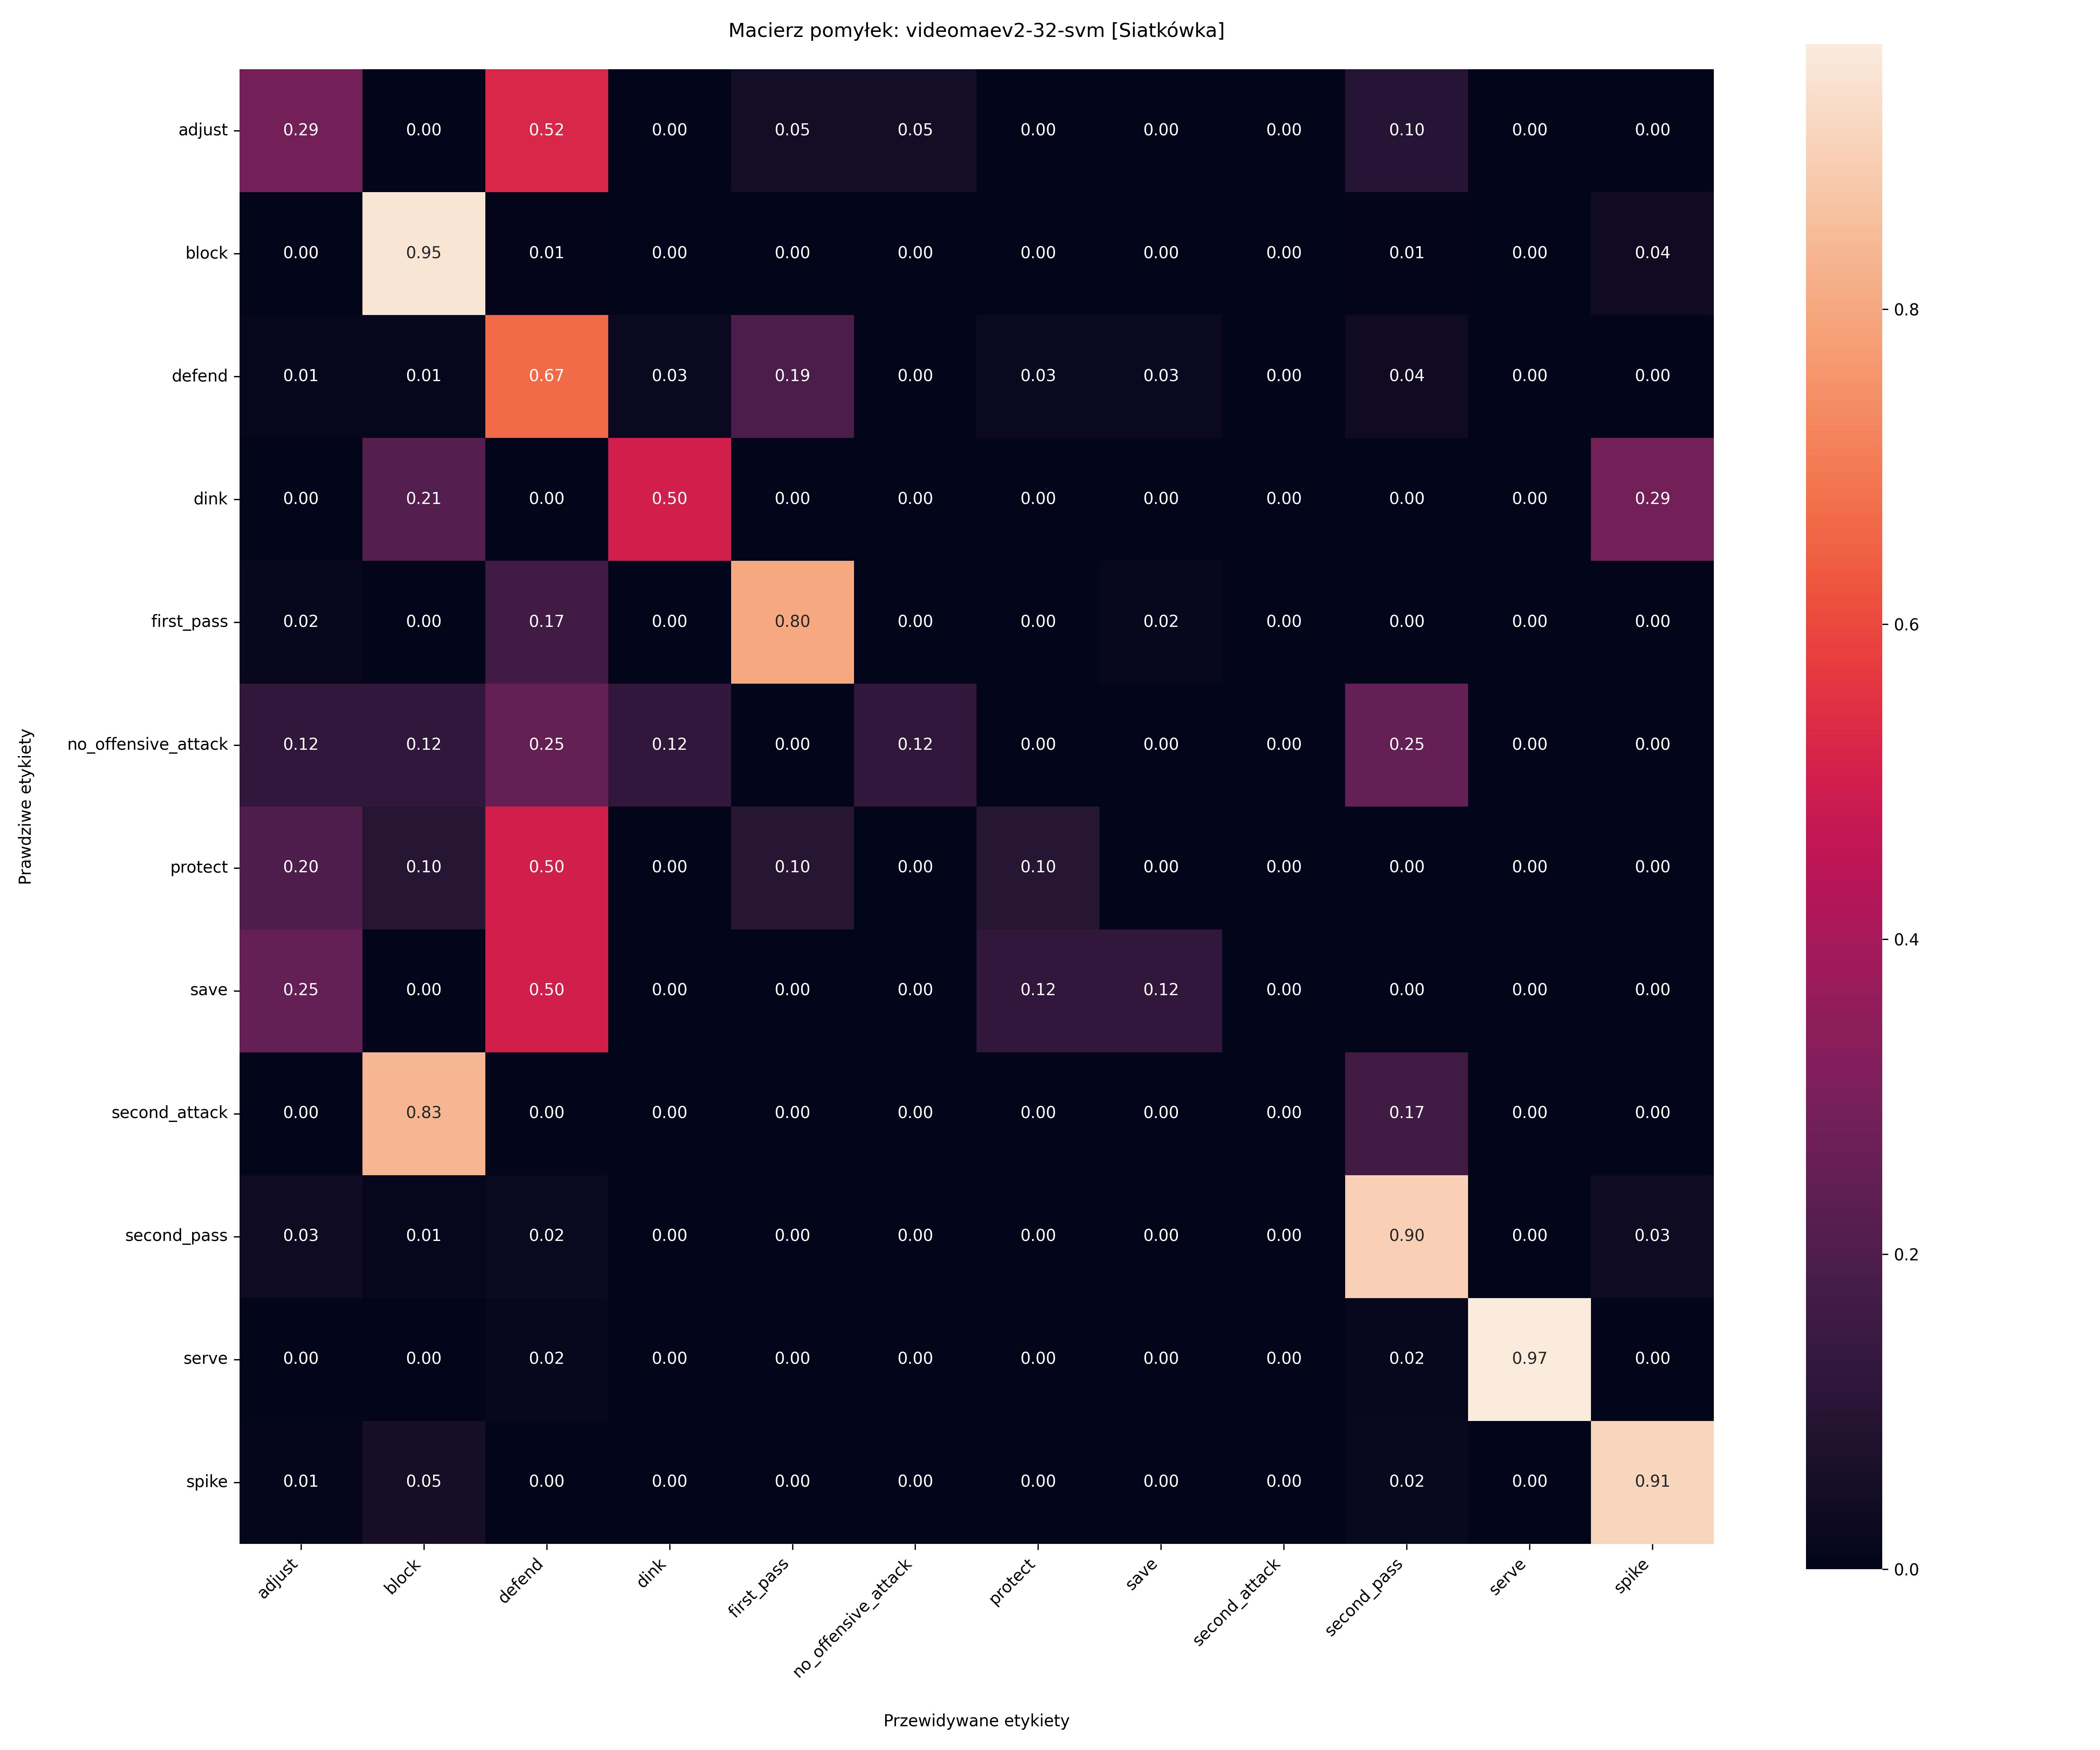 Macierz pomyłek: videomaev2-32-svm [Siatkówka]
adjust 0.29 0.00 0.52 0.00 0.05 0.05 0.00 0.00 0.00 0.10 0.00 0.00
block 0.00 0.95 0.01 0.00 0.00 0.00 0.00 0.00 0.00 0.01 0.00 0.04
defend 0.01 0.01 0.67 0.03 0.19 0.00 0.03 0.03 0.00 0.04 0.00 0.00
dink 0.00 0.21 0.00 0.50 0.00 0.00 0.00 0.00 0.00 0.00 0.00 0.29
first_pass 0.02 0.00 0.17 0.00 0.80 0.00 0.00 0.02 0.00 0.00 0.00 0.00
no_offensive_attack 0.12 0.12 0.25 0.12 0.00 0.12 0.00 0.00 0.00 0.25 0.00 0.00
protect 0.20 0.10 0.50 0.00 0.10 0.00 0.10 0.00 0.00 0.00 0.00 0.00
save 0.25 0.00 0.50 0.00 0.00 0.00 0.12 0.12 0.00 0.00 0.00 0.00
second_attack 0.00 0.83 0.00 0.00 0.00 0.00 0.00 0.00 0.00 0.17 0.00 0.00
second_pass 0.03 0.01 0.02 0.00 0.00 0.00 0.00 0.00 0.00 0.90 0.00 0.03
serve 0.00 0.00 0.02 0.00 0.00 0.00 0.00 0.00 0.00 0.02 0.97 0.00
spike 0.01 0.05 0.00 0.00 0.00 0.00 0.00 0.00 0.00 0.02 0.00 0.91
adjust block defend dink first_pass no_offensive_attack protect save second_attack second_pass serve spike
Przewidywane etykiety
Prawdziwe etykiety
0.8
0.6
0.4
0.2
0.0